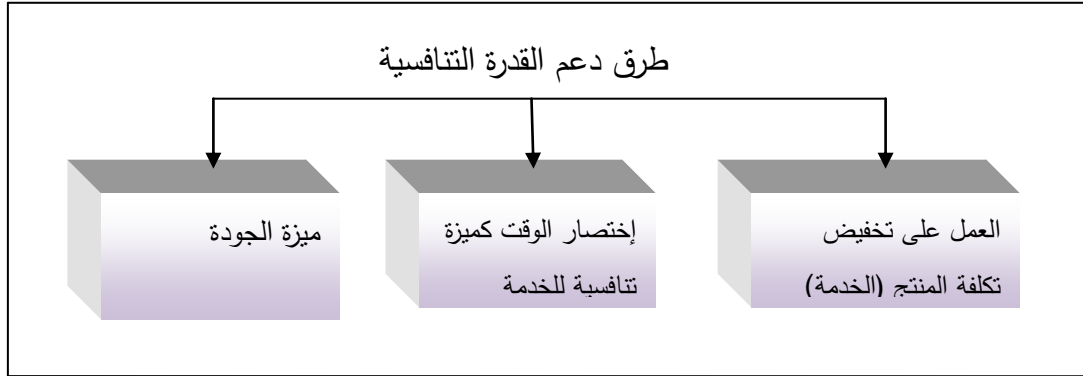 طرق دعم القدرة التنافسية
العمل على تخفيض
تكلفة المنتج (الخدمة)
إختصار الوقت كميزة
تنافسية للخدمة
ميزة الجودة